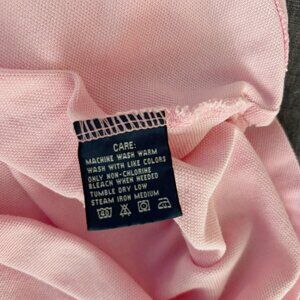 CARE:
MACHINE WASH WARM
WASH WITH LIKE COLORS
ONLY NON-CHLORINE
BLEACH WHEN NEEDED
TUMBLE DRY LOW
STEAM IRON MEDIUM